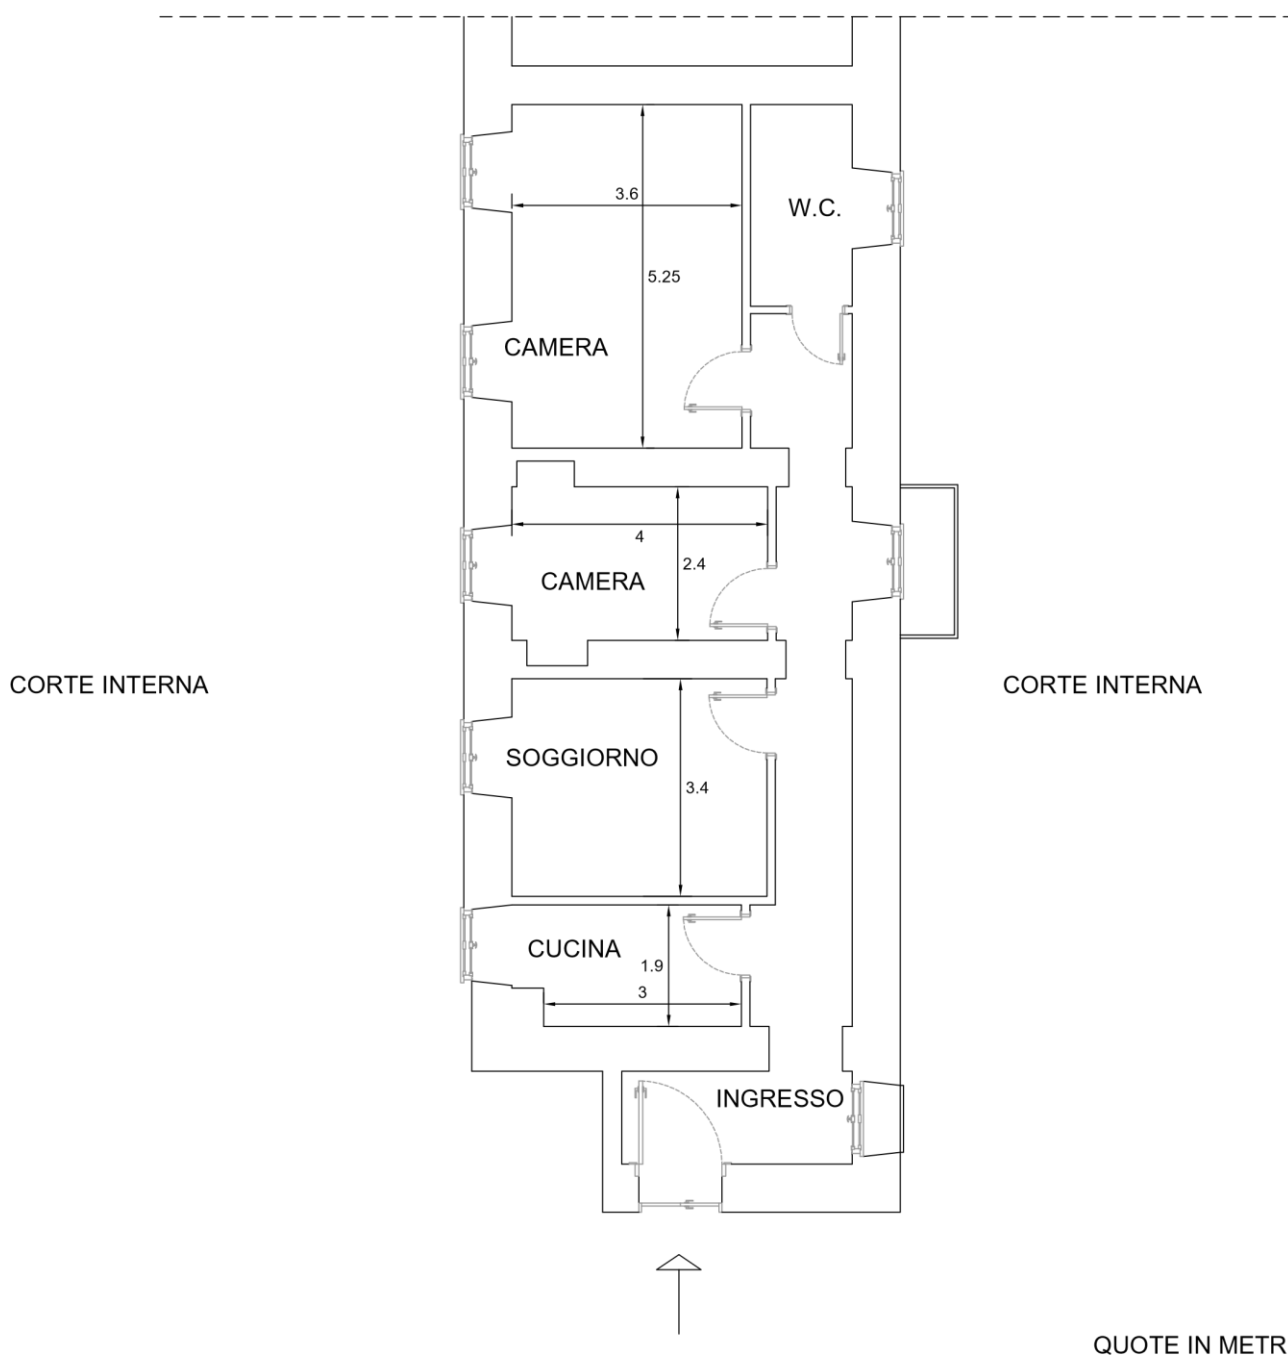 3.6
W.C.
5.25
CAMERA
4
2.4
CAMERA
CORTE INTERNA
CORTE INTERNA
SOGGIORNO
3.4
CUCINA
1.9
3
INGRESSO
QUOTE IN METR